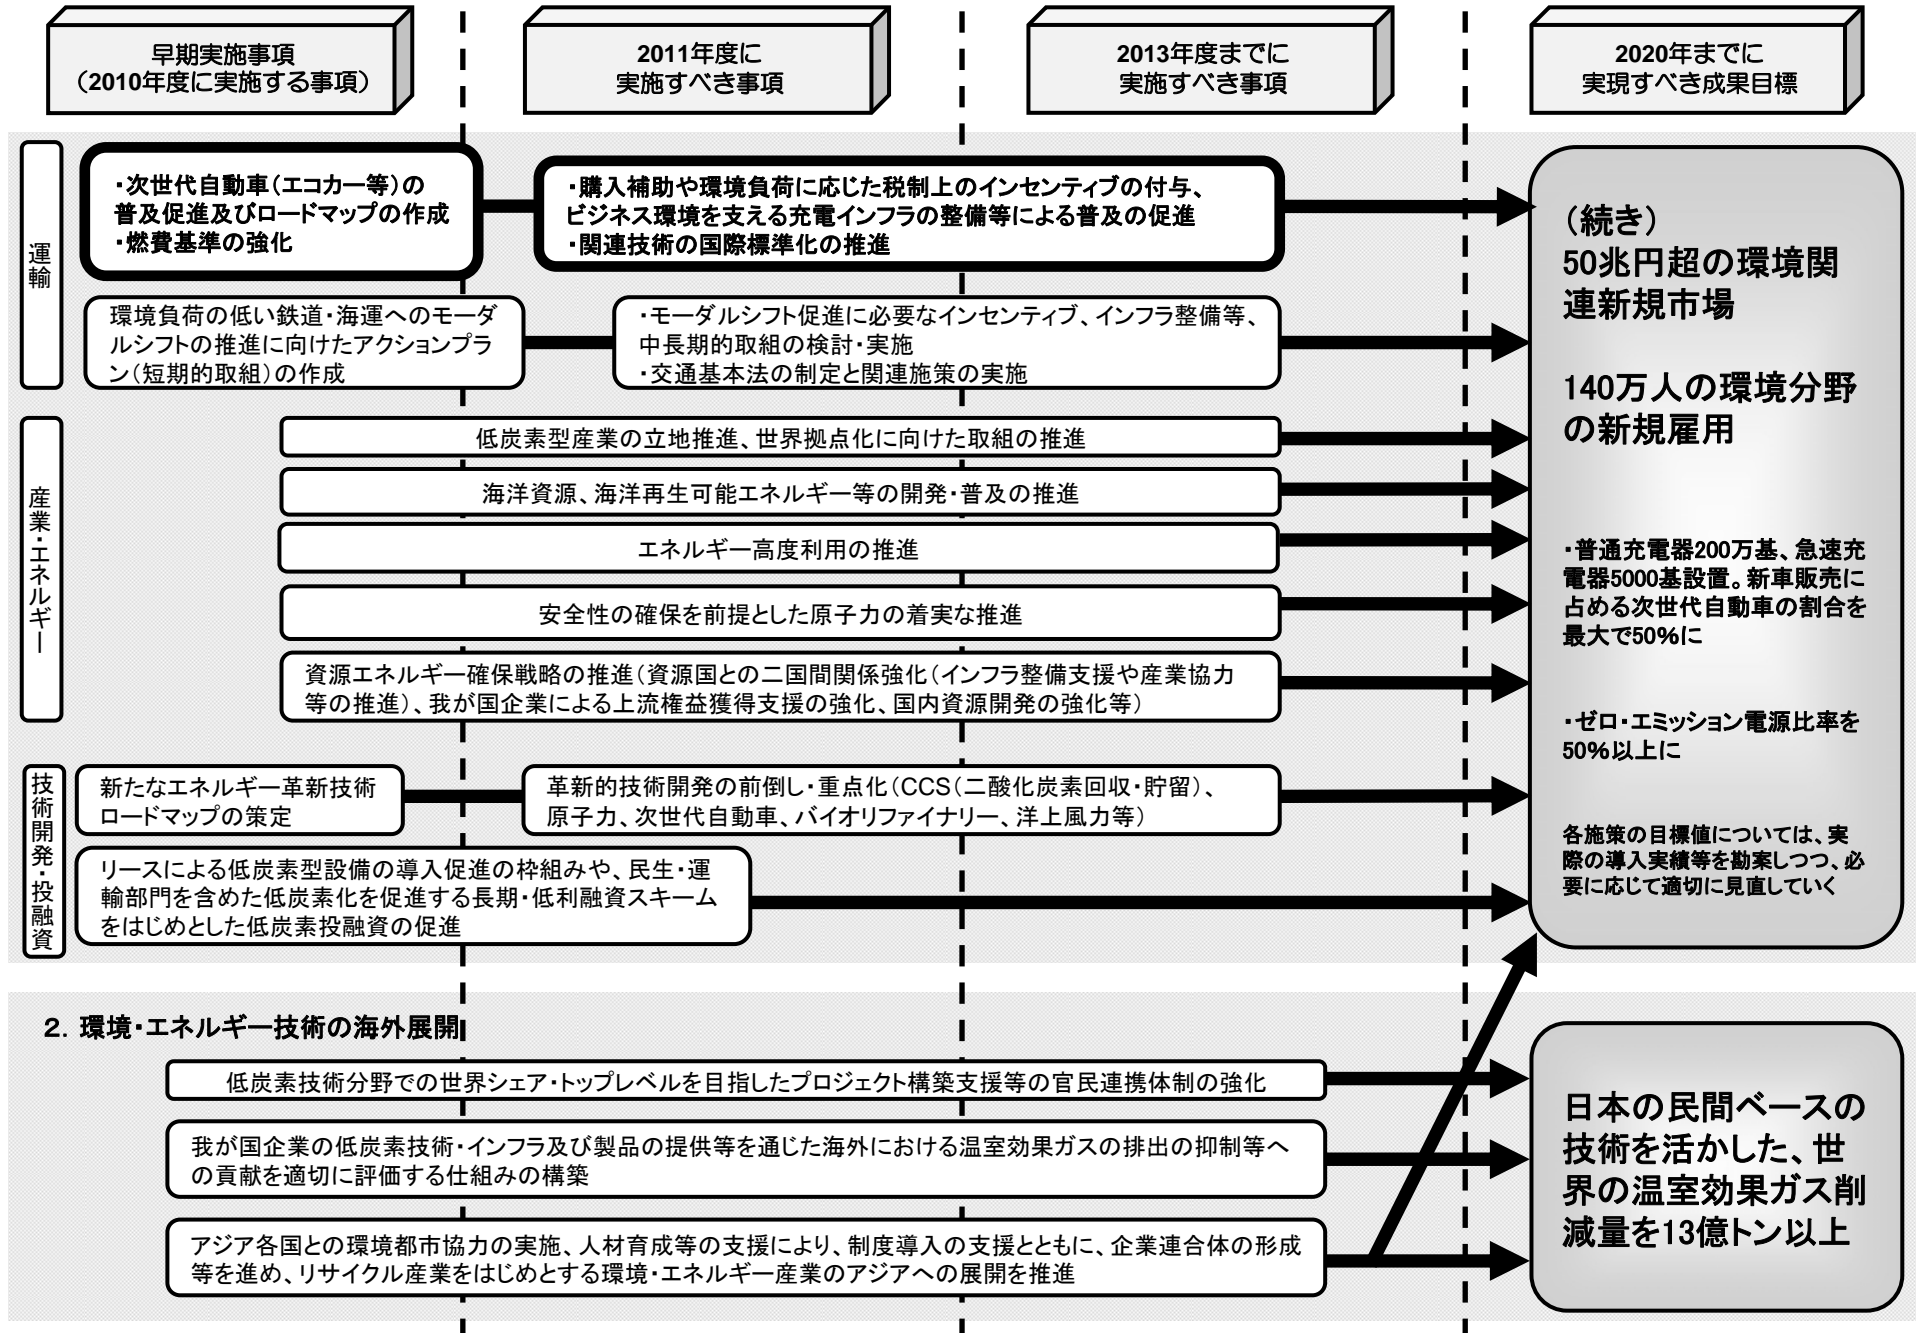 早期実施事項
（2010年度に実施する事項）
2011年度に
実施すべき事項
2013年度までに
実施すべき事項
2020年までに
実現すべき成果目標
運輸
・次世代自動車（エコカー等）の
普及促進及びロードマップの作成
・燃費基準の強化
・購入補助や環境負荷に応じた税制上のインセンティブの付与、
ビジネス環境を支える充電インフラの整備等による普及の促進
・関連技術の国際標準化の推進
環境負荷の低い鉄道・海運へのモーダ
ルシフトの推進に向けたアクションプラ
ン（短期的取組）の作成
・モーダルシフト促進に必要なインセンティブ、インフラ整備等、
中長期的取組の検討・実施
・交通基本法の制定と関連施策の実施
産業・エネルギー
低炭素型産業の立地推進、世界拠点化に向けた取組の推進
海洋資源、海洋再生可能エネルギー等の開発・普及の推進
エネルギー高度利用の推進
安全性の確保を前提とした原子力の着実な推進
資源エネルギー確保戦略の推進（資源国との二国間関係強化（インフラ整備支援や産業協力
等の推進）、我が国企業による上流権益獲得支援の強化、国内資源開発の強化等）
技術開発・投融資
新たなエネルギー革新技術
ロードマップの策定
革新的技術開発の前倒し・重点化（CCS（二酸化炭素回収・貯留）、
原子力、次世代自動車、バイオリファイナリー、洋上風力等）
リースによる低炭素型設備の導入促進の枠組みや、民生・運
輸部門を含めた低炭素化を促進する長期・低利融資スキーム
をはじめとした低炭素投融資の促進
（続き）
50兆円超の環境関
連新規市場
140万人の環境分野
の新規雇用
・普通充電器200万基、急速充
電器5000基設置。新車販売に
占める次世代自動車の割合を
最大で50％に
・ゼロ・エミッション電源比率を
50％以上に
各施策の目標値については、実
際の導入実績等を勘案しつつ、必
要に応じて適切に見直していく
２．環境・エネルギー技術の海外展開
低炭素技術分野での世界シェア・トップレベルを目指したプロジェクト構築支援等の官民連携体制の強化
我が国企業の低炭素技術・インフラ及び製品の提供等を通じた海外における温室効果ガスの排出の抑制等へ
の貢献を適切に評価する仕組みの構築
アジア各国との環境都市協力の実施、人材育成等の支援により、制度導入の支援とともに、企業連合体の形成
等を進め、リサイクル産業をはじめとする環境・エネルギー産業のアジアへの展開を推進
日本の民間ベースの
技術を活かした、世
界の温室効果ガス削
減量を13億トン以上